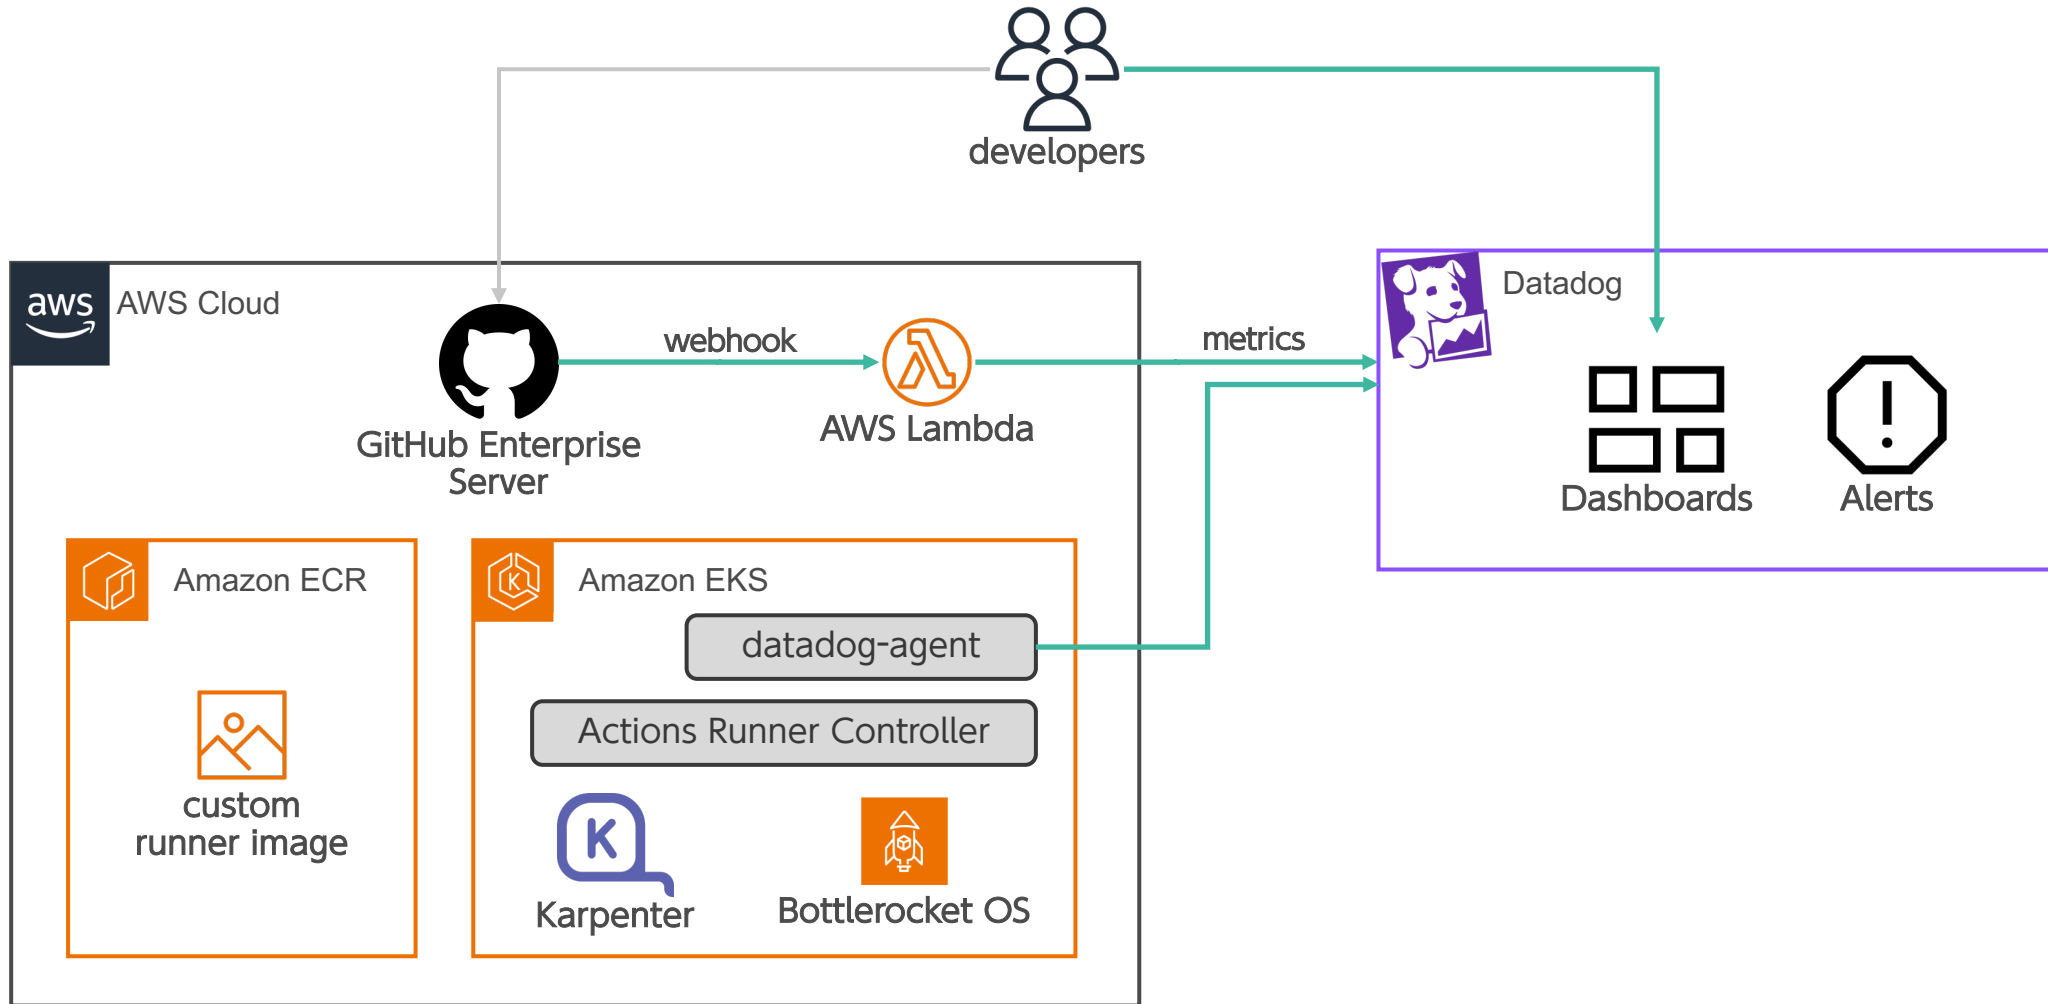 developers
aws
AWS Cloud
Datadog
webhook
metrics
GitHub Enterprise
Server
AWS Lambda
Dashboards
Alerts
Amazon ECR
Amazon EKS
K
datadog-agent
Actions Runner Controller
custom
runner image
K
Karpenter
Bottlerocket OS